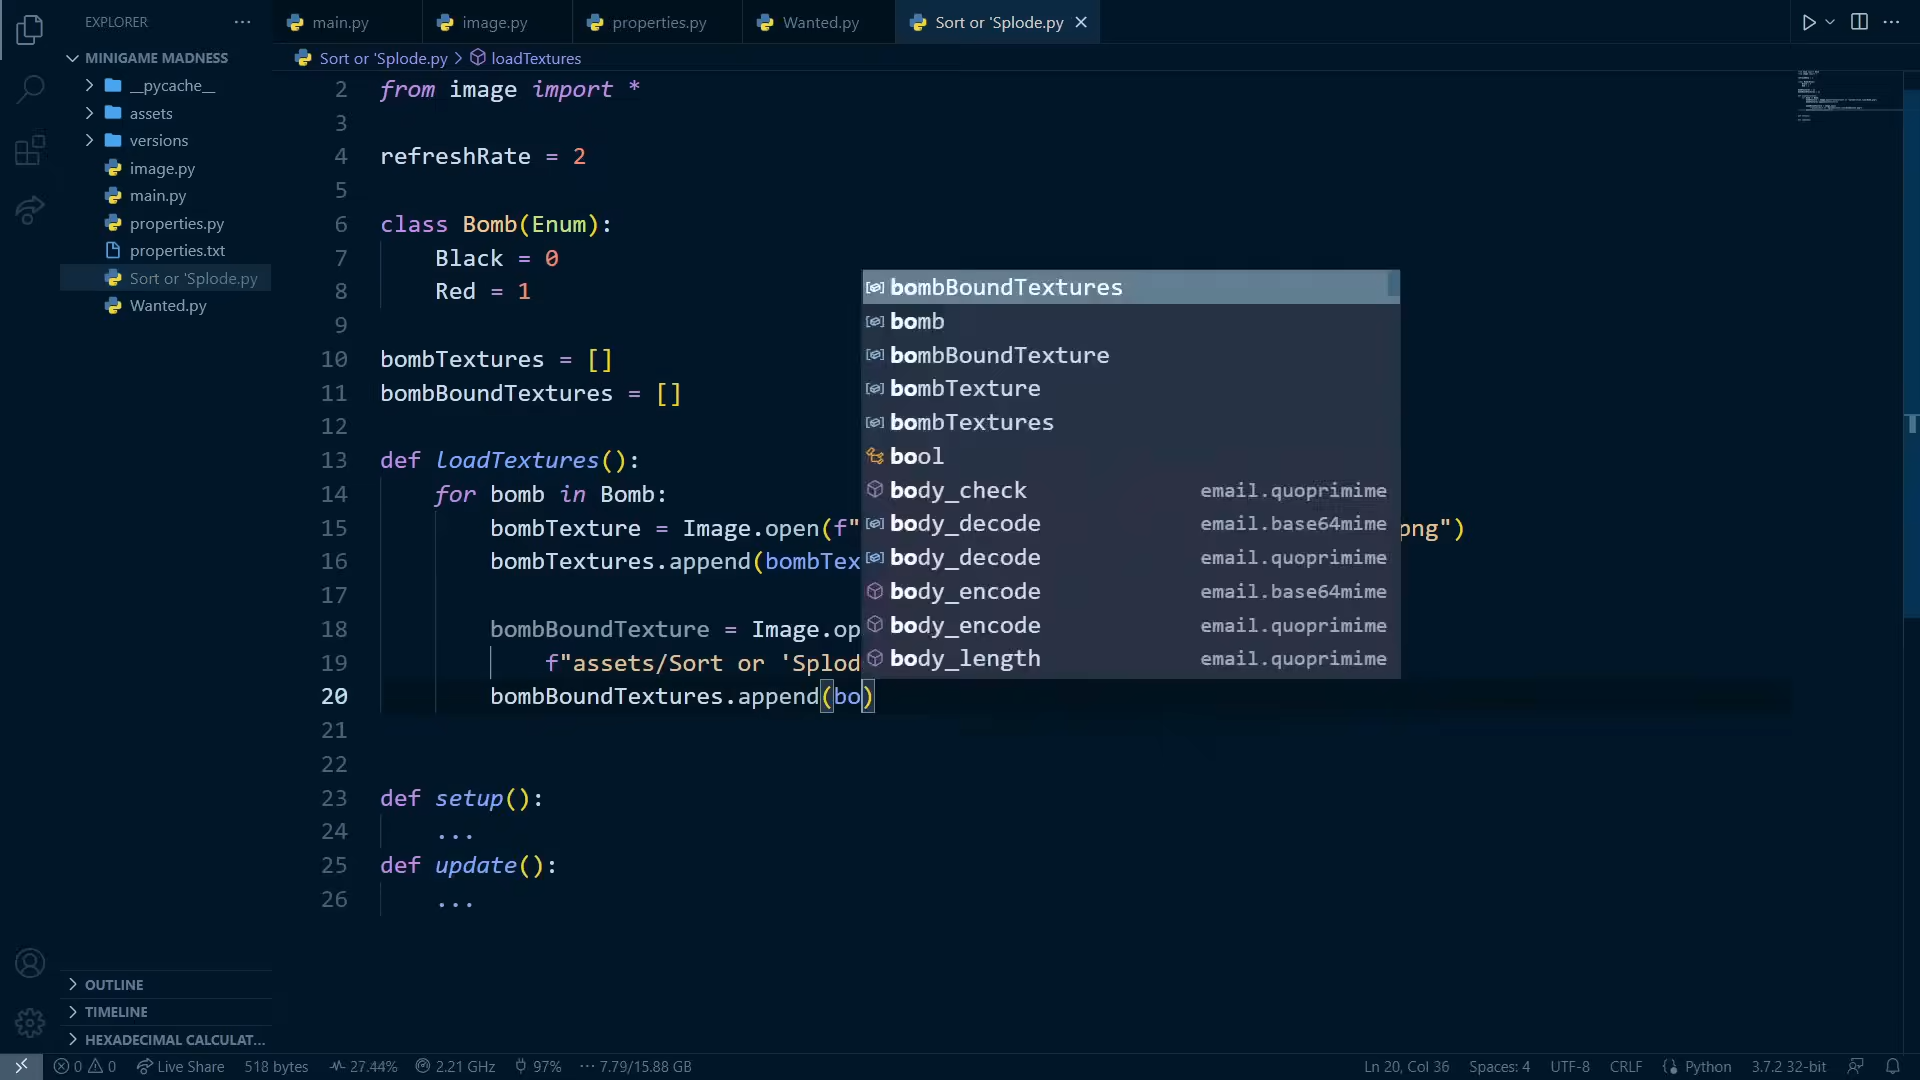 EXPLORER
MINIGAME MADNESS
__pycache__
assets
versions
image.py
main.py
properties.py
properties.txt
Sort or 'Splode.py
Wanted.py
OUTLINE
TIMELINE
HEXADECIMAL CALCULAT...
main.py image.py properties.py Wanted.py Sort or 'Splode.py
Sort or 'Splode.py > loadTextures
2 from image import *
3
4 refreshRate = 2
5
6 class Bomb(Enum):
7 Black = 0
8 Red = 1
9
10 bombTextures = []
11 bombBoundTextures = []
12
13 def loadTextures():
14 for bomb in Bomb:
15 bombTexture = Image.open(f" png")
16 bombTextures.append(bombTex
17
18 bombBoundTexture = Image.op
19 f"assets/Sort or 'Splod
20 bombBoundTextures.append(bo)
21
22
23 def setup():
24 ...
25 def update():
26 ...
bombBoundTextures
bomb
bombBoundTexture
bombTexture
bombTextures
bool
body_check email.quoprimime
body_decode email.base64mime
body_decode email.quoprimime
body_encode email.base64mime
body_encode email.quoprimime
body_length email.quoprimime
0 0 Live Share 518 bytes 27.44% 2.21 GHz 97% ... 7.79/15.88 GB Ln 20, Col 36 Spaces: 4 UTF-8 CRLF Python 3.7.2 32-bit